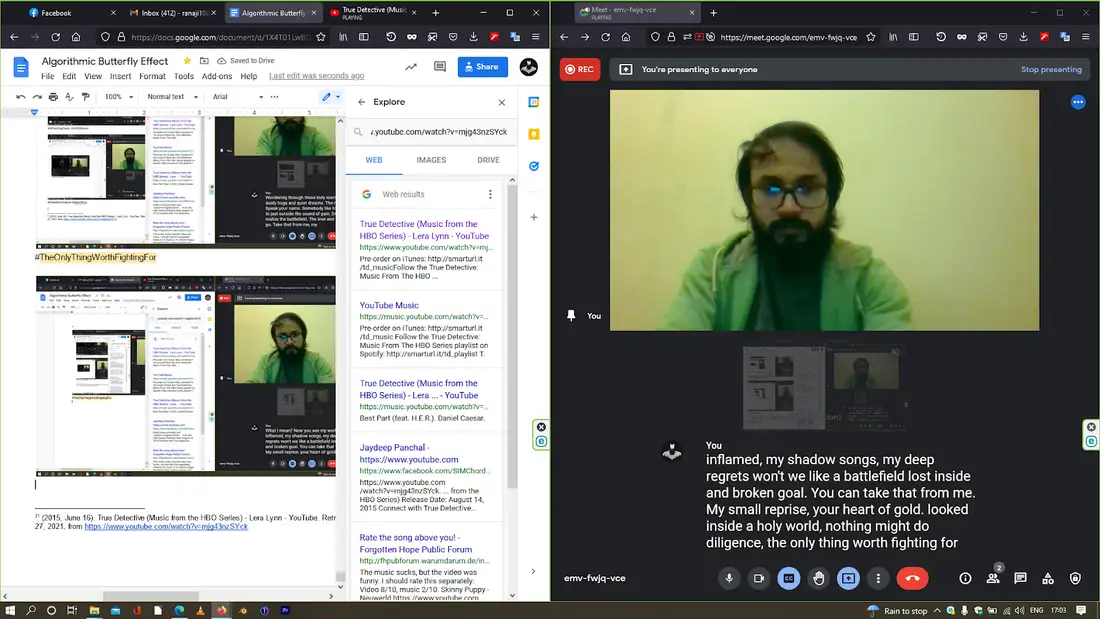 Facebook
Inbox (412) - ranaji10
Algorithmic Butterfly
True Detective (Mus
PLAYING
https://docs.google.com/document/d/1X4T01LwB
Algorithmic Butterfly Effect
Saved to Drive
File Edit View Insert Format Tools Add-ons Help
Last edit was seconds ago
Share
100% Normal text Arial
#TheOnlyThingWorthFightingFor
21 (2015, June 16). True Detective (Music from the HBO Series) - Lera Lynn - YouTube. Retr
27, 2021, from https://www.youtube.com/watch?v=mjg43nzSYck.
Explore
v.youtube.com/watch?v=mjg43nzSYck
WEB IMAGES DRIVE
Web results
True Detective (Music from the
HBO Series) - Lera Lynn - YouTube
https://www.youtube.com/watch?v=mj...
Pre-order on iTunes: http://smarturl.it
/td_musicFollow the True Detective:
Music From The HBO ...
YouTube Music
https://music.youtube.com/watch?v=...
Pre-order on iTunes: http://smarturl.it
/td_musicFollow the True Detective:
Music From the HBO Series playlist on
Spotify: http://smarturl.it/td_playlist T.
True Detective (Music from the
HBO Series) - Lera ... - YouTube
https://music.youtube.com/watch?v=...
Best Part (feat. H.E.R.). Daniel Caesar.
Jaydeep Panchal -
https://www.youtube.com...
https://www.facebook.com/SIMChord...
https://www.youtube.com
/watch?v=mjg43nzSYck. ... from the
HBO Series) Release Date: August 14,
2015 Connect with True Detective...
Rate the song above you! -
Forgotten Hope Public Forum
http://fhpubforum.warumdarum.de/in...
The music sucks, but the video was
funny. I should rate this separately:
Video 8/10, music 2/10. Skinny Puppy -
Neuwerld https://www.youtube.com
Meet - emv-fwjq-vce
PLAYING
https://meet.google.com/emv-fwjq-vce
REC
You're presenting to everyone
Stop presenting
You
You
inflamed, my shadow songs, my deep
regrets won't we like a battlefield lost inside
and broken goal. You can take that from me.
My small reprise, your heart of gold. looked
inside a holy world, nothing might do
diligence, the only thing worth fighting for
emv-fwjq-vce
2
Rain to stop
ENG
17:03